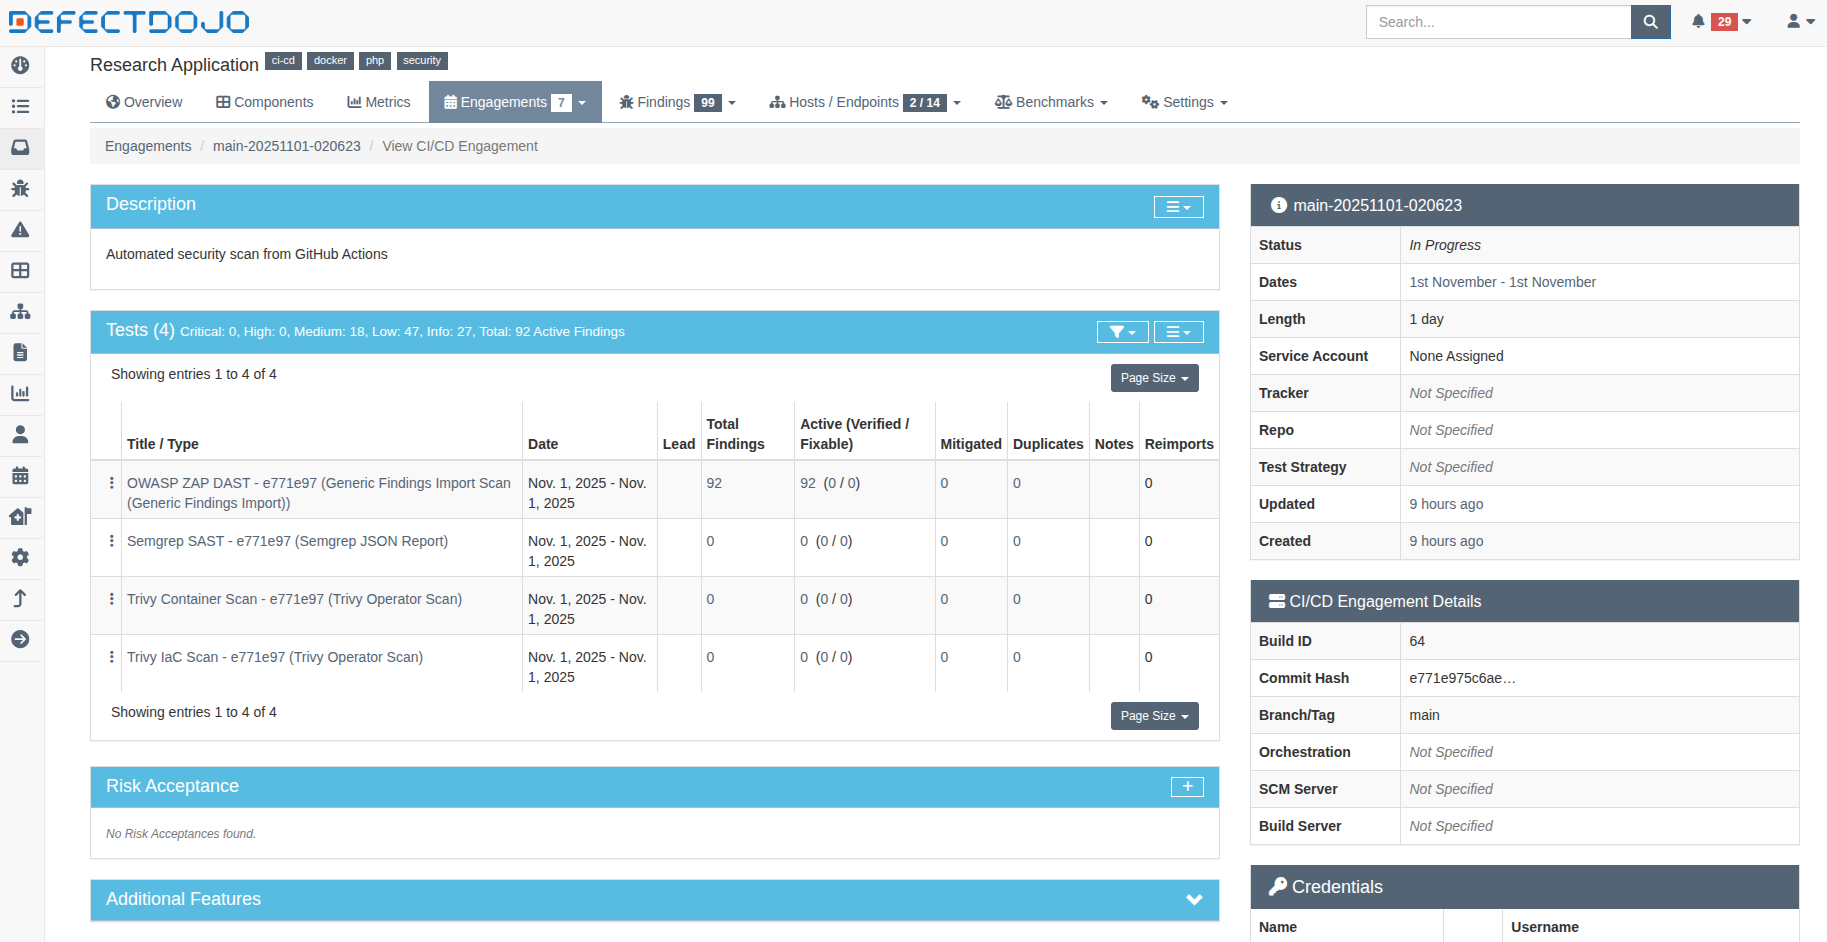 DEFECTDOJO
Search...
29
Research Application ci-cd docker php security
Overview Components Metrics Engagements 7 Findings 99 Hosts / Endpoints 2 / 14 Benchmarks Settings
Engagements / main-20251101-020623 / View CI/CD Engagement
Description
Automated security scan from GitHub Actions
Tests (4) Critical: 0, High: 0, Medium: 18, Low: 47, Info: 27, Total: 92 Active Findings
Showing entries 1 to 4 of 4
Page Size
Title / Type Date Lead Total Findings Active (Verified / Fixable) Mitigated Duplicates Notes Reimports
OWASP ZAP DAST - e771e97 (Generic Findings Import Scan Nov. 1, 2025 - Nov. 92 92 (0 / 0) 0 0 0
(Generic Findings Import)) 1, 2025
Semgrep SAST - e771e97 (Semgrep JSON Report) Nov. 1, 2025 - Nov. 0 0 (0 / 0) 0 0 0
1, 2025
Trivy Container Scan - e771e97 (Trivy Operator Scan) Nov. 1, 2025 - Nov. 0 0 (0 / 0) 0 0 0
1, 2025
Trivy IaC Scan - e771e97 (Trivy Operator Scan) Nov. 1, 2025 - Nov. 0 0 (0 / 0) 0 0 0
1, 2025
Showing entries 1 to 4 of 4
Page Size
Risk Acceptance
No Risk Acceptances found.
Additional Features
main-20251101-020623
Status In Progress
Dates 1st November - 1st November
Length 1 day
Service Account None Assigned
Tracker Not Specified
Repo Not Specified
Test Strategy Not Specified
Updated 9 hours ago
Created 9 hours ago
CI/CD Engagement Details
Build ID 64
Commit Hash e771e975c6ae…
Branch/Tag main
Orchestration Not Specified
SCM Server Not Specified
Build Server Not Specified
Credentials
Name Username